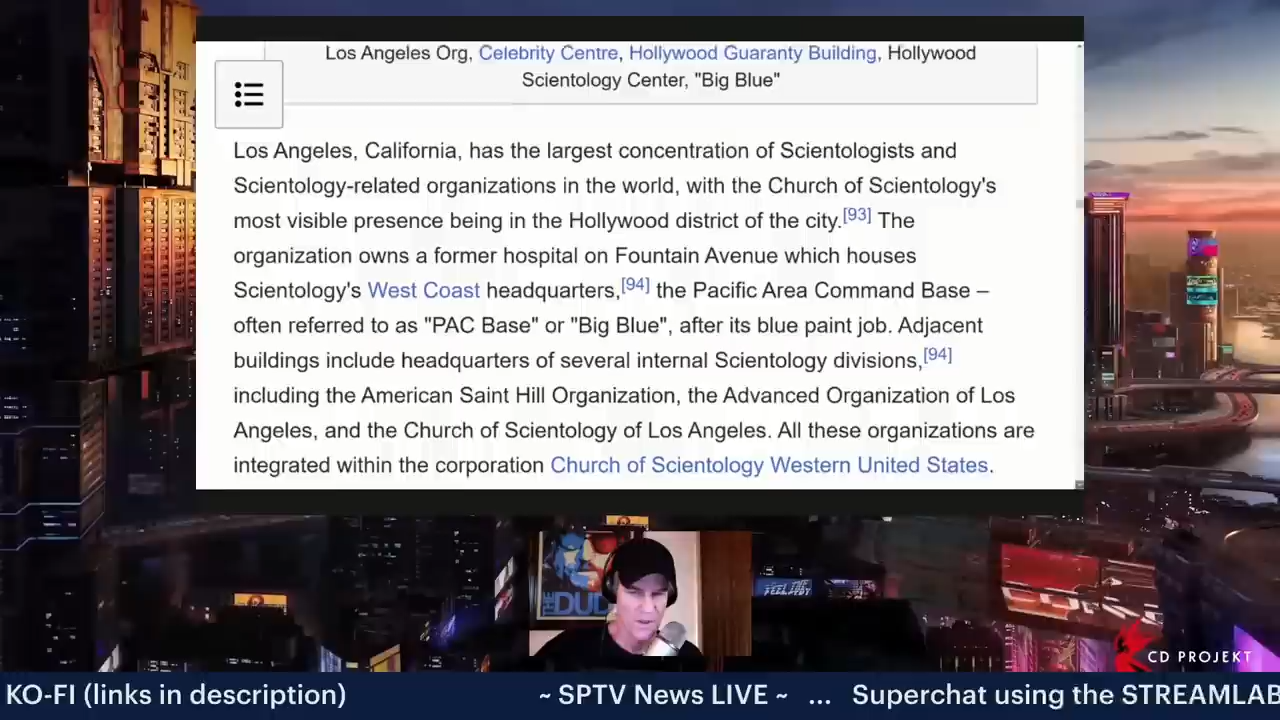 Los Angeles Org, Celebrity Centre, Hollywood Guaranty Building, Hollywood
Scientology Center, "Big Blue"
Los Angeles, California, has the largest concentration of Scientologists and
Scientology-related organizations in the world, with the Church of Scientology's
most visible presence being in the Hollywood district of the city.[93] The
organization owns a former hospital on Fountain Avenue which houses
Scientology's West Coast headquarters,[94] the Pacific Area Command Base –
often referred to as "PAC Base" or "Big Blue", after its blue paint job. Adjacent
buildings include headquarters of several internal Scientology divisions,[94]
including the American Saint Hill Organization, the Advanced Organization of Los
Angeles, and the Church of Scientology of Los Angeles. All these organizations are
integrated within the corporation Church of Scientology Western United States.
THE DUD
CD PROJEKT
KO-FI (links in description) ~ SPTV News LIVE ~ ... Superchat using the STREAMLAB